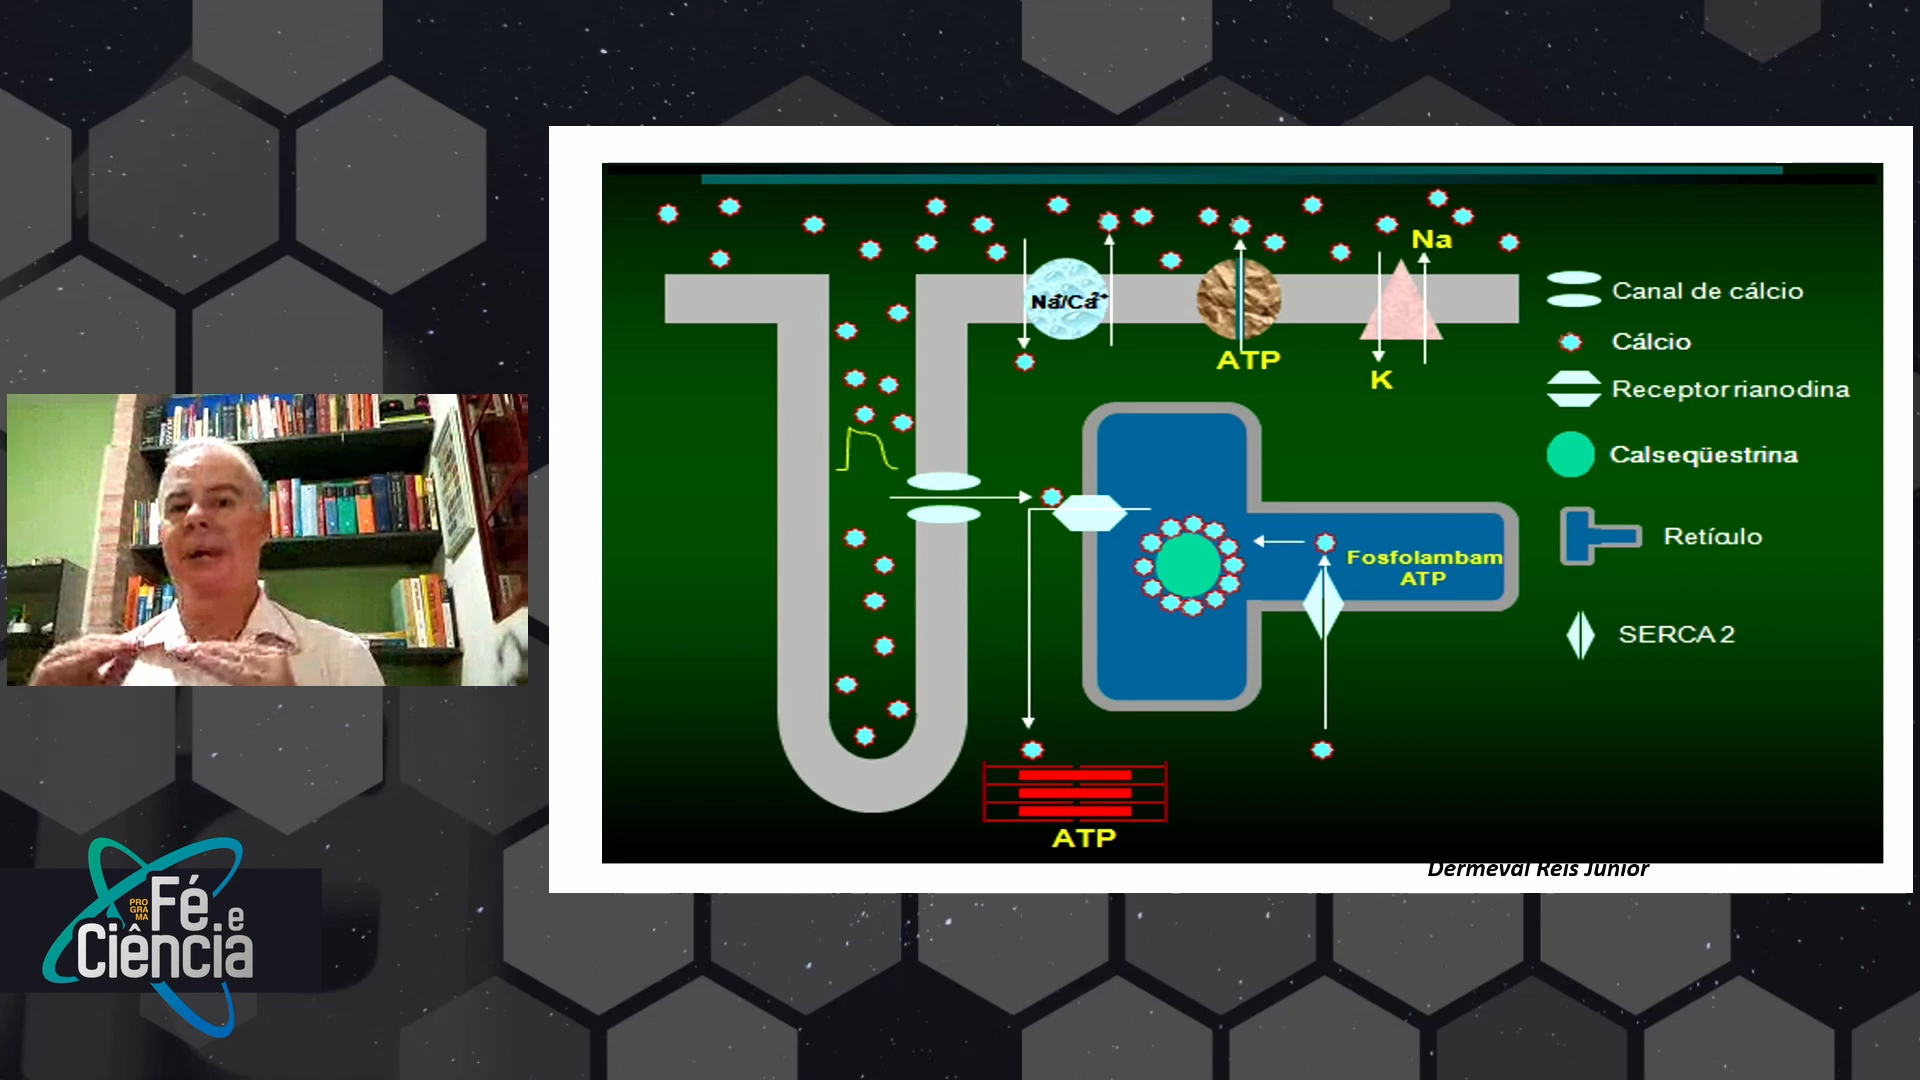 Na
Na⁺/Ca²⁺
ATP
K
Fosfolambam
ATP
ATP
Canal de cálcio
Cálcio
Receptor rianodina
Calseqüestrina
Retículo
SERCA 2
Dermeval Reis Junior
PRO
GRA
MA
Fé e
Ciência